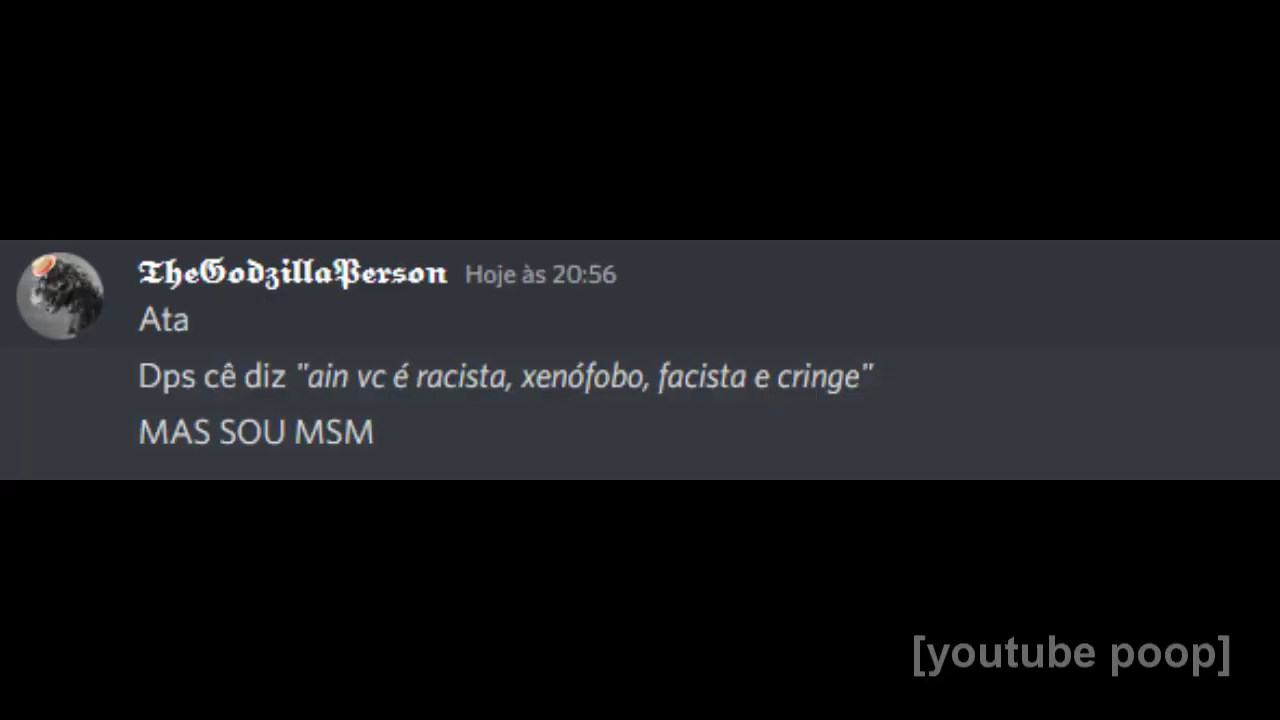 𝕿𝖍𝖊𝕲𝖔𝖉𝖟𝖎𝖑𝖑𝖆𝕻𝖊𝖗𝖘𝖔𝖓 Hoje às 20:56
Ata
Dps cê diz "ain vc é racista, xenófobo, facista e cringe"
MAS SOU MSM
[youtube poop]